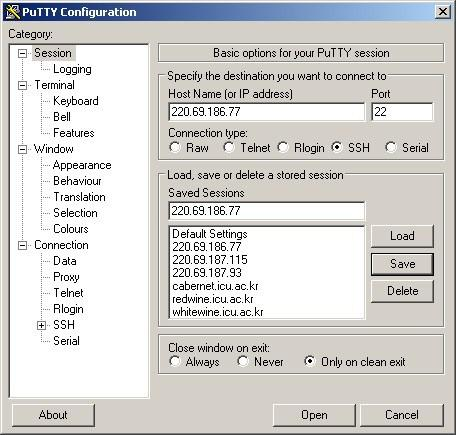 PuTTY Configuration
Category:
Session
Logging
Terminal
Keyboard
Bell
Features
Window
Appearance
Behaviour
Translation
Selection
Colours
Connection
Data
Proxy
Telnet
Rlogin
SSH
Serial
Basic options for your PuTTY session
Specify the destination you want to connect to
Host Name (or IP address) Port
220.69.186.77 22
Connection type:
Raw Telnet Rlogin SSH Serial
Load, save or delete a stored session
Saved Sessions
220.69.186.77
Default Settings
220.69.186.77
220.69.187.115
220.69.187.93
cabernet.icu.ac.kr
redwine.icu.ac.kr
whitewine.icu.ac.kr
Load
Save
Delete
Close window on exit:
Always Never Only on clean exit
About Open Cancel